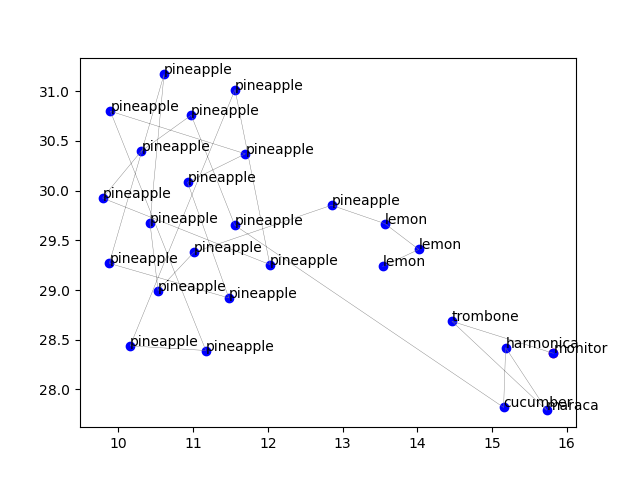 pineapple
pineapple
31.0
pineapple
pineapple
30.5
pineapple
pineapple
30.0
pineapple
pineapple
pineapple
lemon
29.5
pineapple
pineapple
lemon
pineapple
pineapple
pineapple
lemon
29.0
pineapple
pineapple
trombone
28.5
pineapple
pineapple
harmonica
monitor
28.0
cucumber
maraca
10 11 12 13 14 15 16